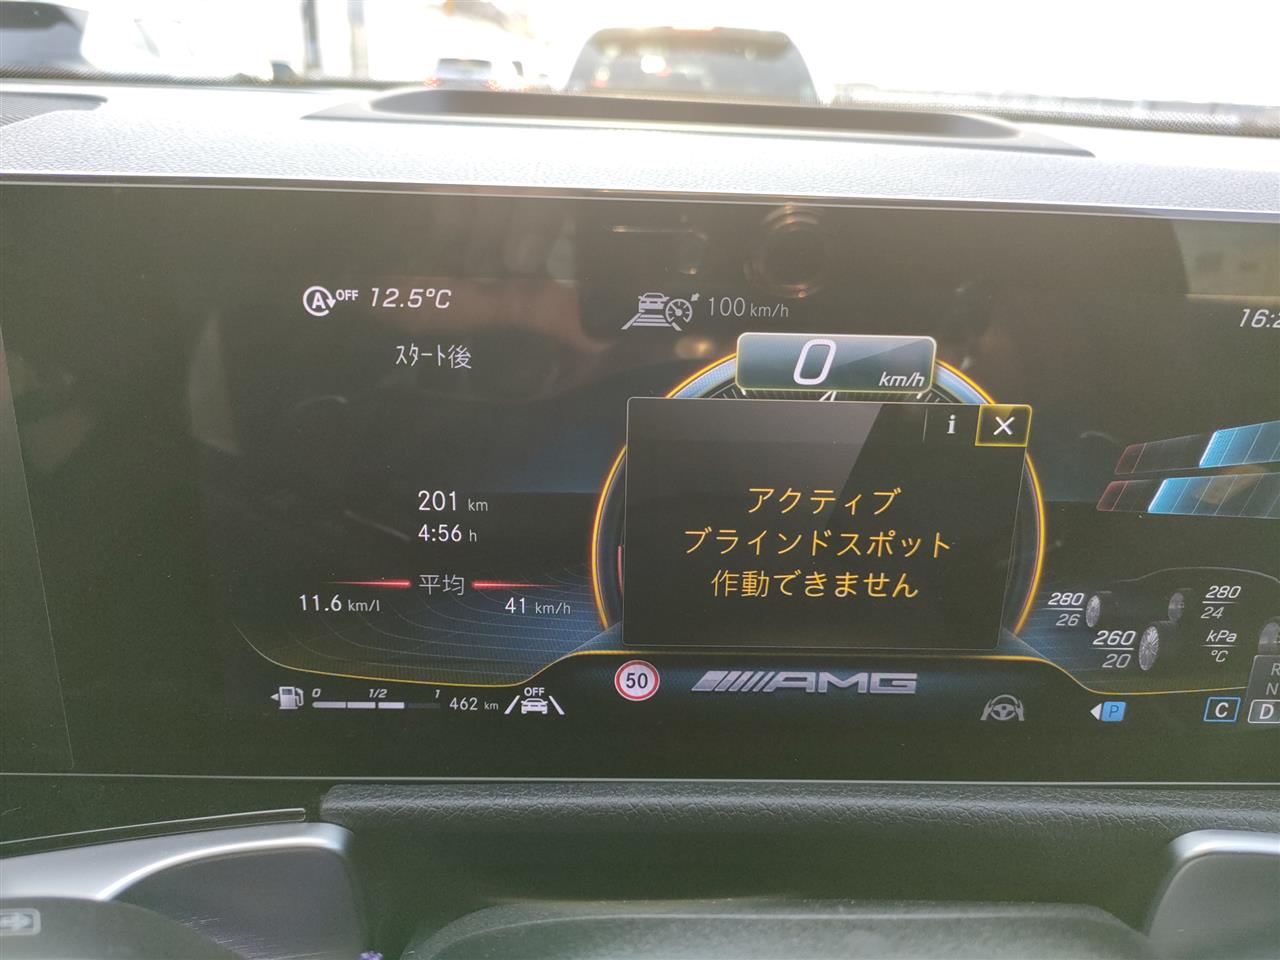 A OFF 12.5°C
100 km/h
スタート後
0 km/h
i
アクティブ
ブラインドスポット
作動できません
201 km
4:56 h
平均
11.6 km/l
41 km/h
280
26
280
24
260
20
kPa
°C
0 1/2 1
462 km
OFF
50
AMG
P
C
R
N
D